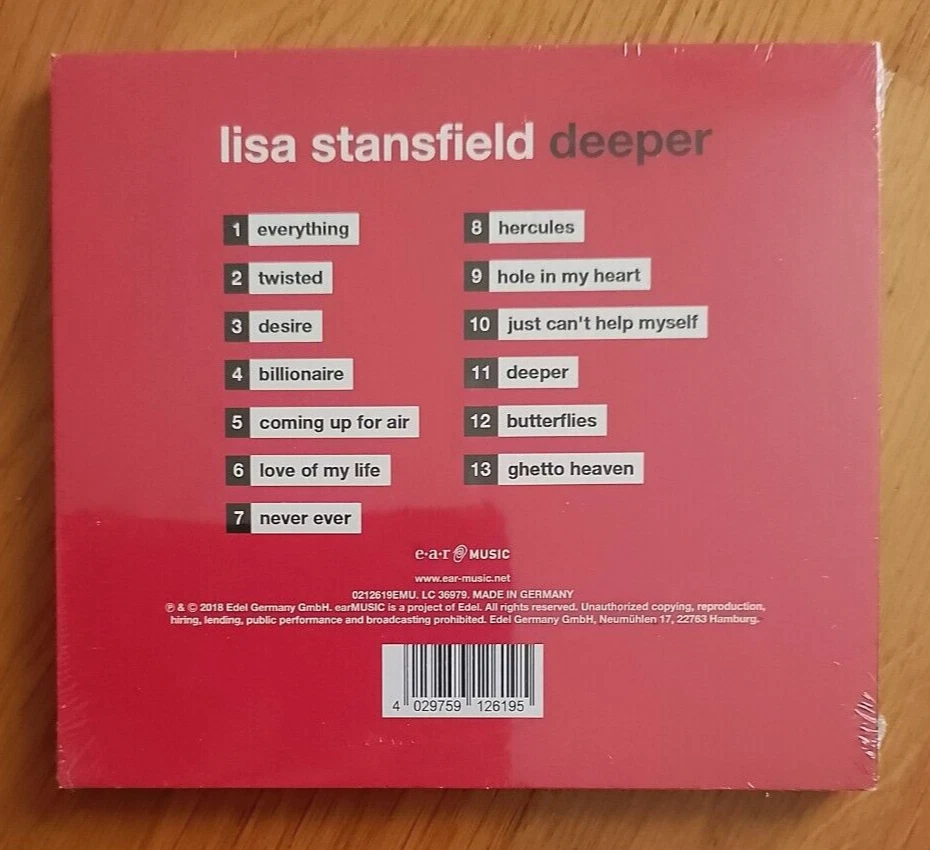 lisa stansfield deeper
1 everything
2 twisted
3 desire
4 billionaire
5 coming up for air
6 love of my life
7 never ever
8 hercules
9 hole in my heart
10 just can't help myself
11 deeper
12 butterflies
13 ghetto heaven
e·a·r MUSIC
www.ear-music.net
0212619EMU. LC 36979. MADE IN GERMANY
℗ & © 2018 Edel Germany GmbH. earMUSIC is a project of Edel. All rights reserved. Unauthorized copying, reproduction,
hiring, lending, public performance and broadcasting prohibited. Edel Germany GmbH, Neumühlen 17, 22763 Hamburg.
4 029759 126195